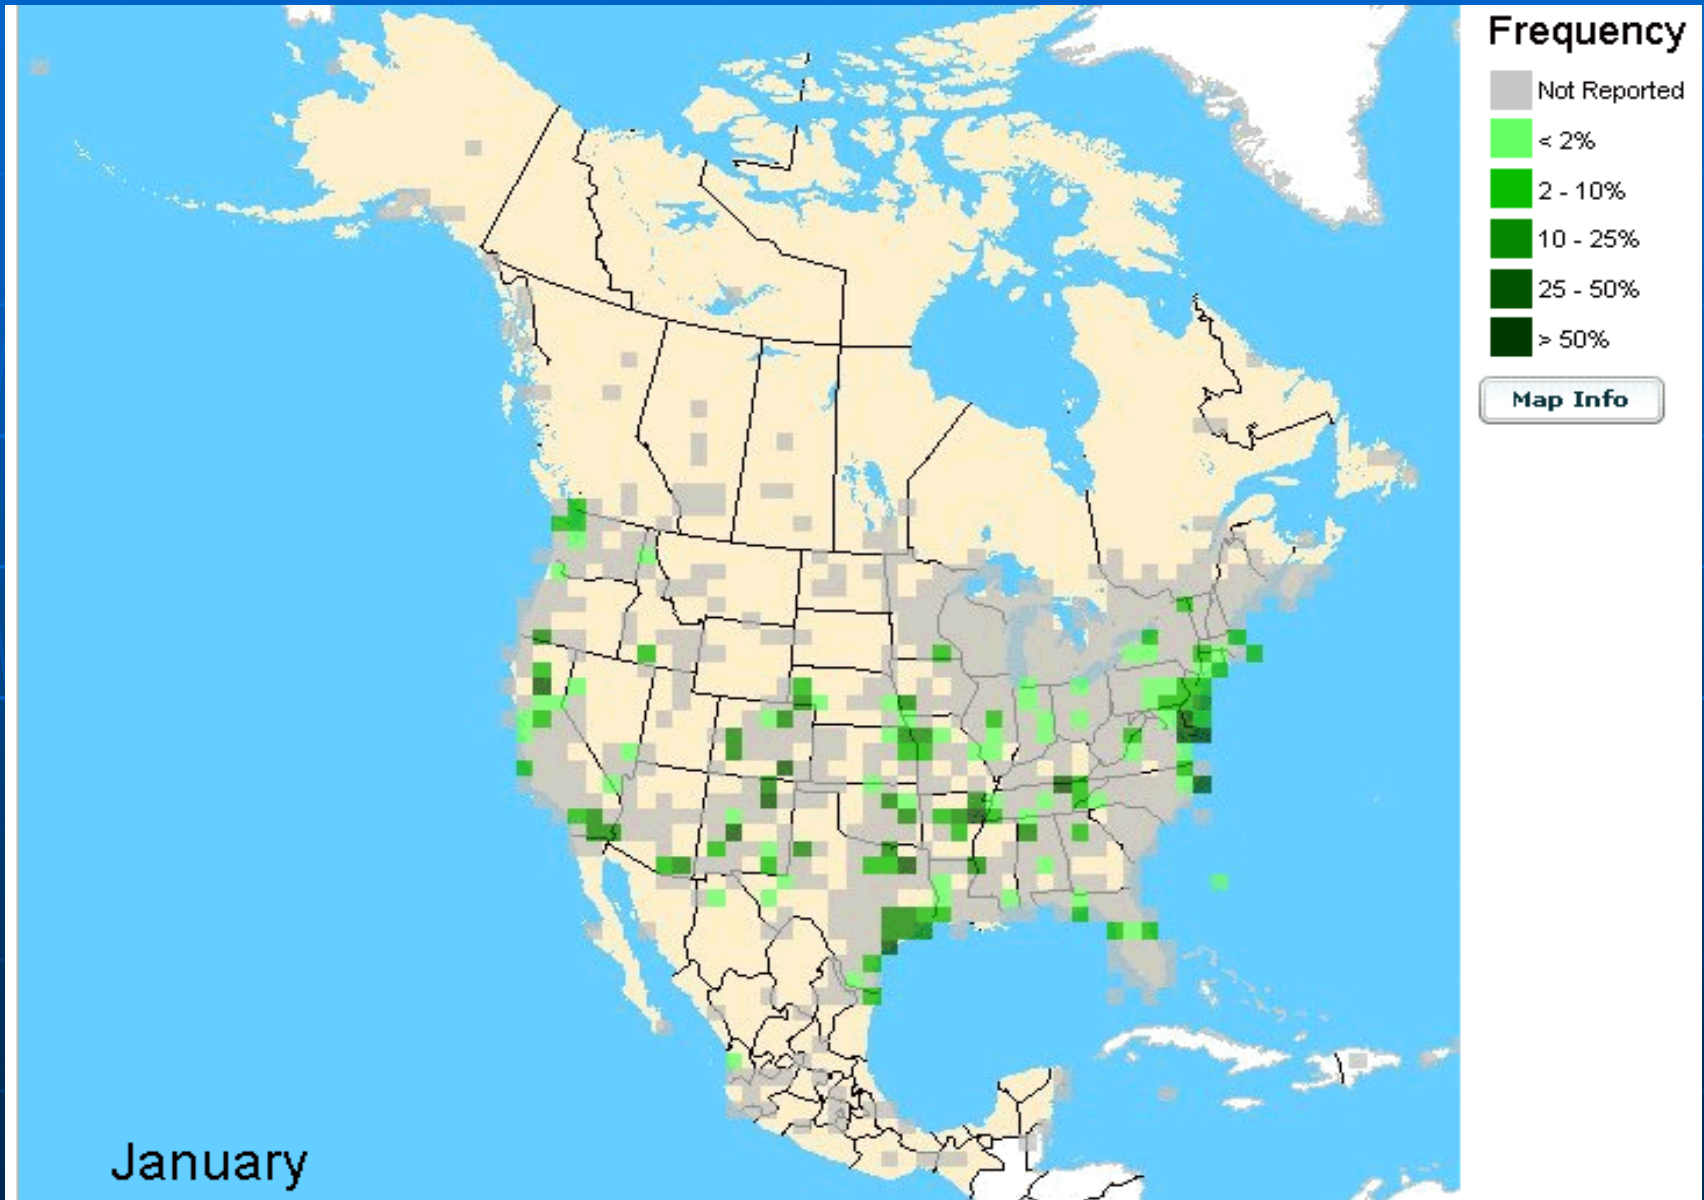 Frequency
Not Reported
< 2%
2 - 10%
10 - 25%
25 - 50%
> 50%
Map Info
January